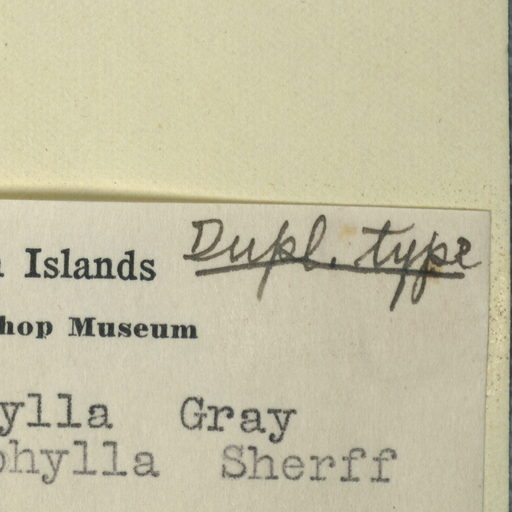 Dupl. type
Islands
hop Museum
ylla Gray
phylla Sherff